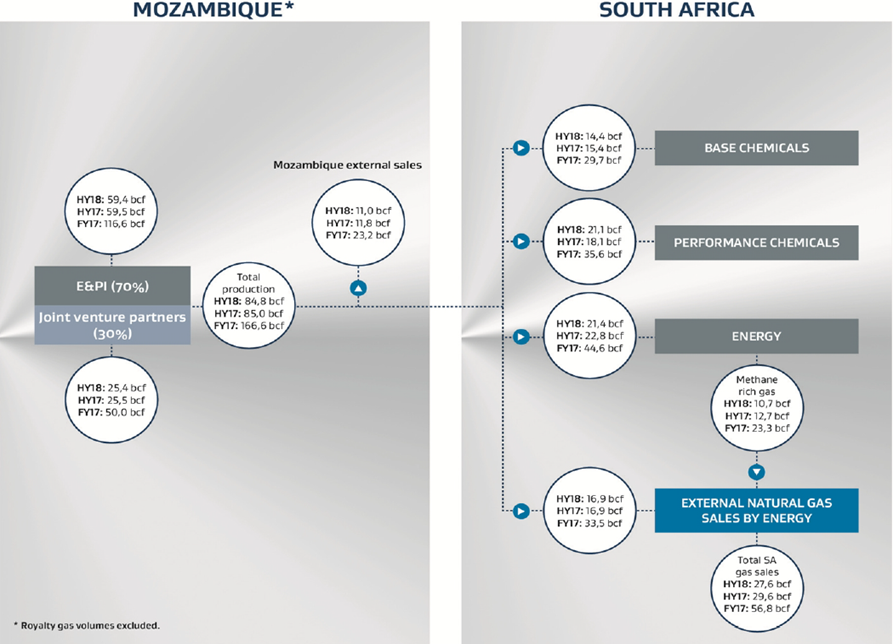 MOZAMBIQUE*
Mozambique external sales
HY18: 59,4 bcf
HY17: 59,5 bcf
FY17: 116,6 bcf
HY18: 11,0 bcf
HY17: 11,8 bcf
FY17: 23,2 bcf
E&PI (70%)
Joint venture partners
(30%)
Total
production
HY18: 84,8 bcf
HY17: 85,0 bcf
FY17: 166,6 bcf
HY18: 25,4 bcf
HY17: 25,5 bcf
FY17: 50,0 bcf
* Royalty gas volumes excluded.
SOUTH AFRICA
HY18: 14,4 bcf
HY17: 15,4 bcf
FY17: 29,7 bcf
BASE CHEMICALS
HY18: 21,1 bcf
HY17: 18,1 bcf
FY17: 35,6 bcf
PERFORMANCE CHEMICALS
HY18: 21,4 bcf
HY17: 22,8 bcf
FY17: 44,6 bcf
ENERGY
Methane
rich gas
HY18: 10,7 bcf
HY17: 12,7 bcf
FY17: 23,3 bcf
HY18: 16,9 bcf
HY17: 16,9 bcf
FY17: 33,5 bcf
EXTERNAL NATURAL GAS
SALES BY ENERGY
Total SA
gas sales
HY18: 27,6 bcf
HY17: 29,6 bcf
FY17: 56,8 bcf